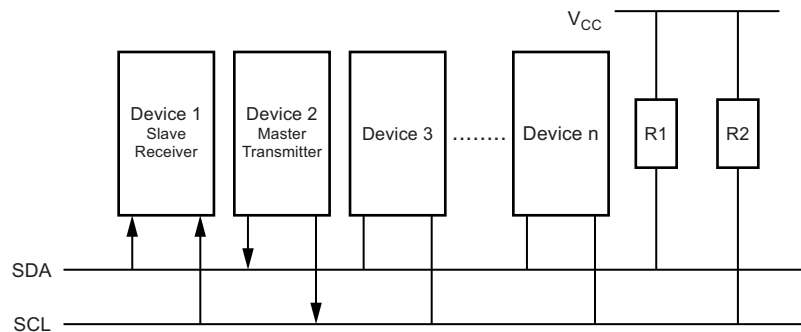 V_CC
Device 1
Slave
Receiver
Device 2
Master
Transmitter
Device 3
........
Device n
R1
R2
SDA
SCL